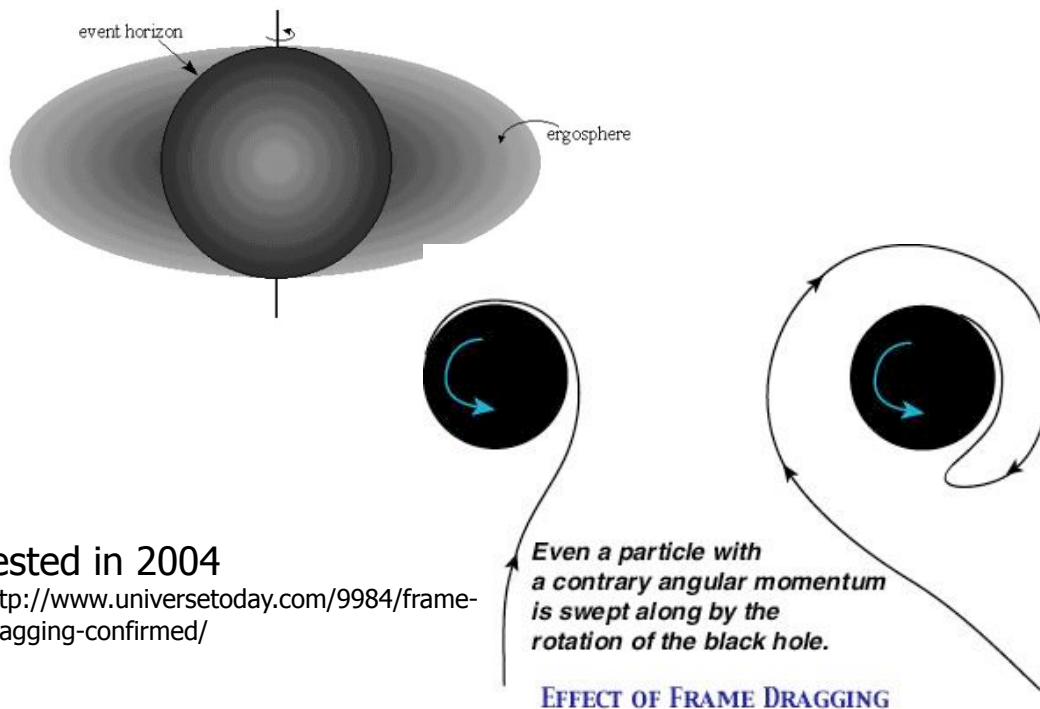 event horizon
ergosphere
ested in 2004
tp://www.universetoday.com/9984/frame-
agging-confirmed/
Even a particle with
a contrary angular momentum
is swept along by the
rotation of the black hole.
EFFECT OF FRAME DRAGGING